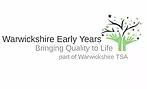 Warwickshire Early Years
Bringing Quality to Life
part of Warwickshire TSA